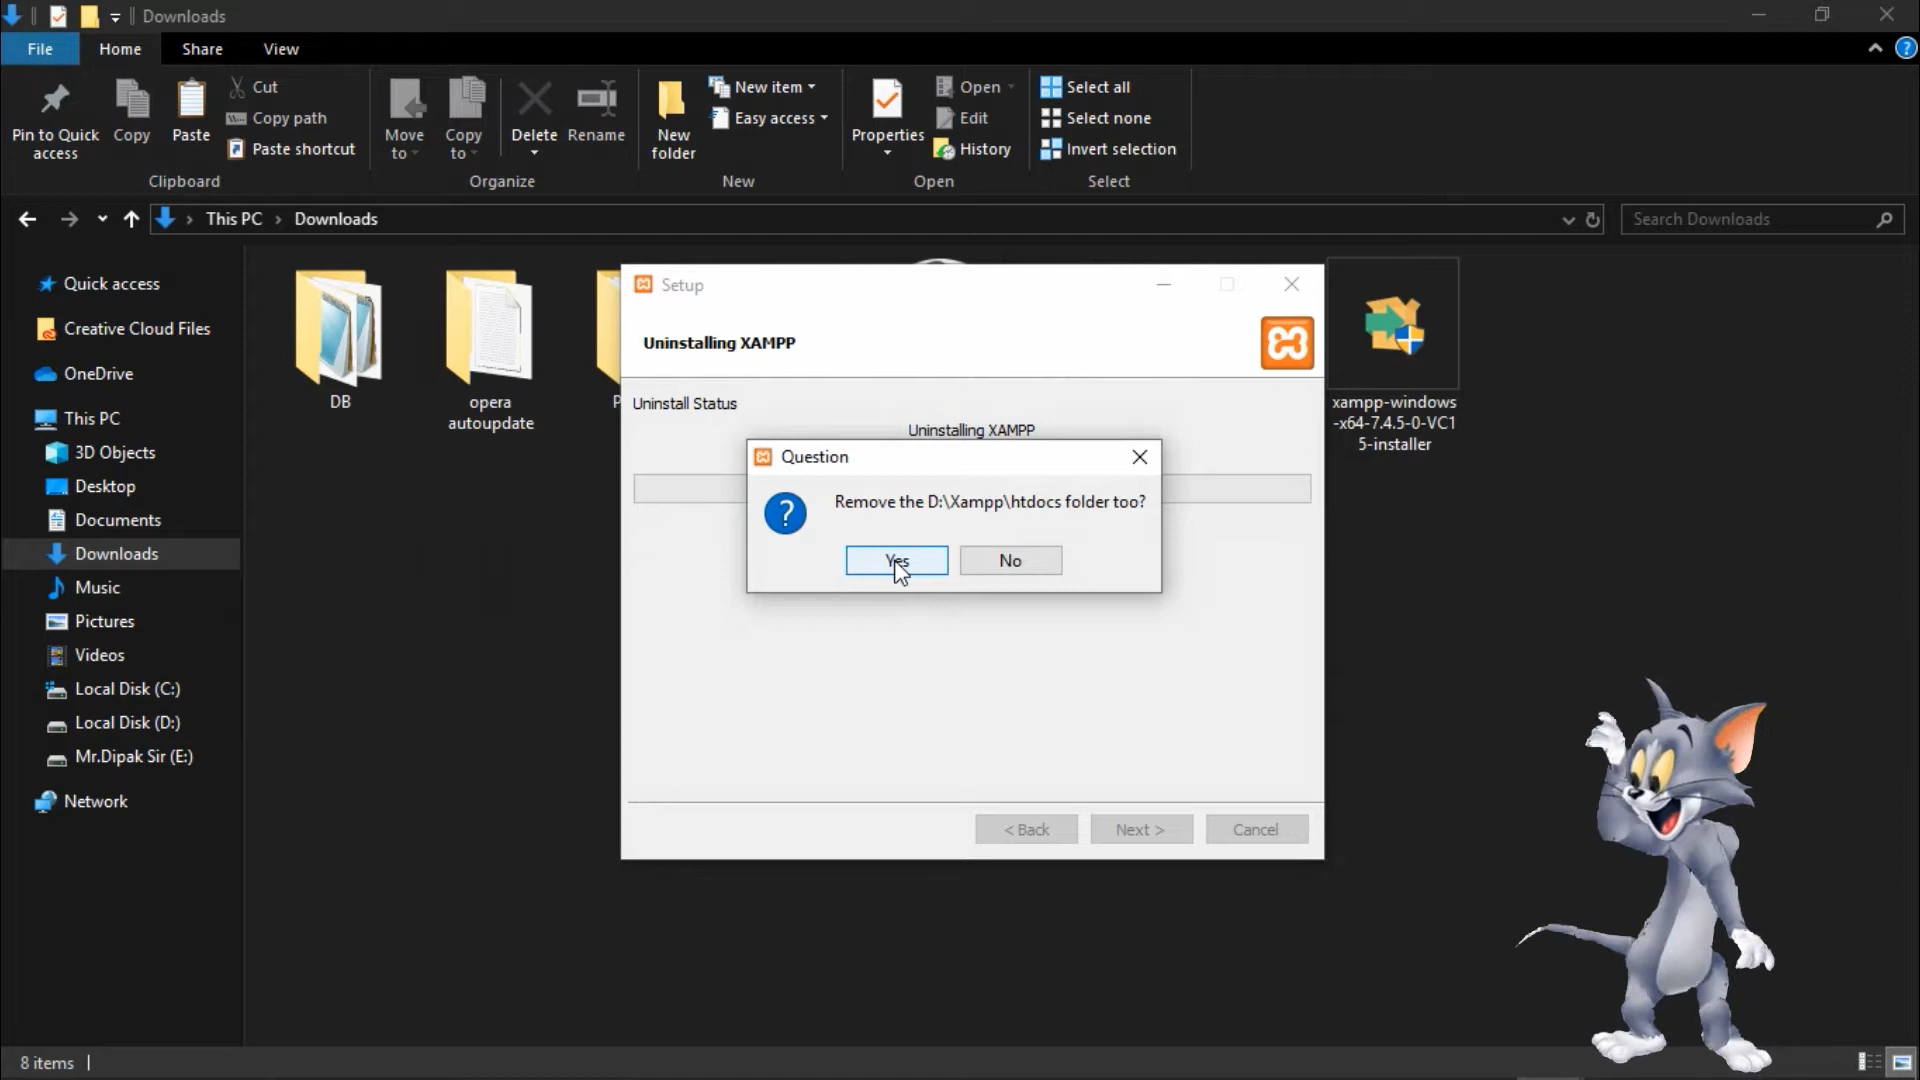 Downloads
File
Home
Share
View
Pin to Quick
access
Copy
Paste
Cut
Copy path
Paste shortcut
Clipboard
Move
to
Copy
to
Delete
Rename
Organize
New
folder
New item
Easy access
New
Properties
Open
Edit
History
Open
Select all
Select none
Invert selection
Select
This PC
Downloads
Search Downloads
Quick access
Creative Cloud Files
OneDrive
This PC
3D Objects
Desktop
Documents
Downloads
Music
Pictures
Videos
Local Disk (C:)
Local Disk (D:)
Mr.Dipak Sir (E:)
Network
DB
opera
autoupdate
P
xampp-windows
-x64-7.4.5-0-VC1
5-installer
Setup
Uninstalling XAMPP
Uninstall Status
Uninstalling XAMPP
Question
Remove the D:\Xampp\htdocs folder too?
Yes
No
< Back
Next >
Cancel
8 items